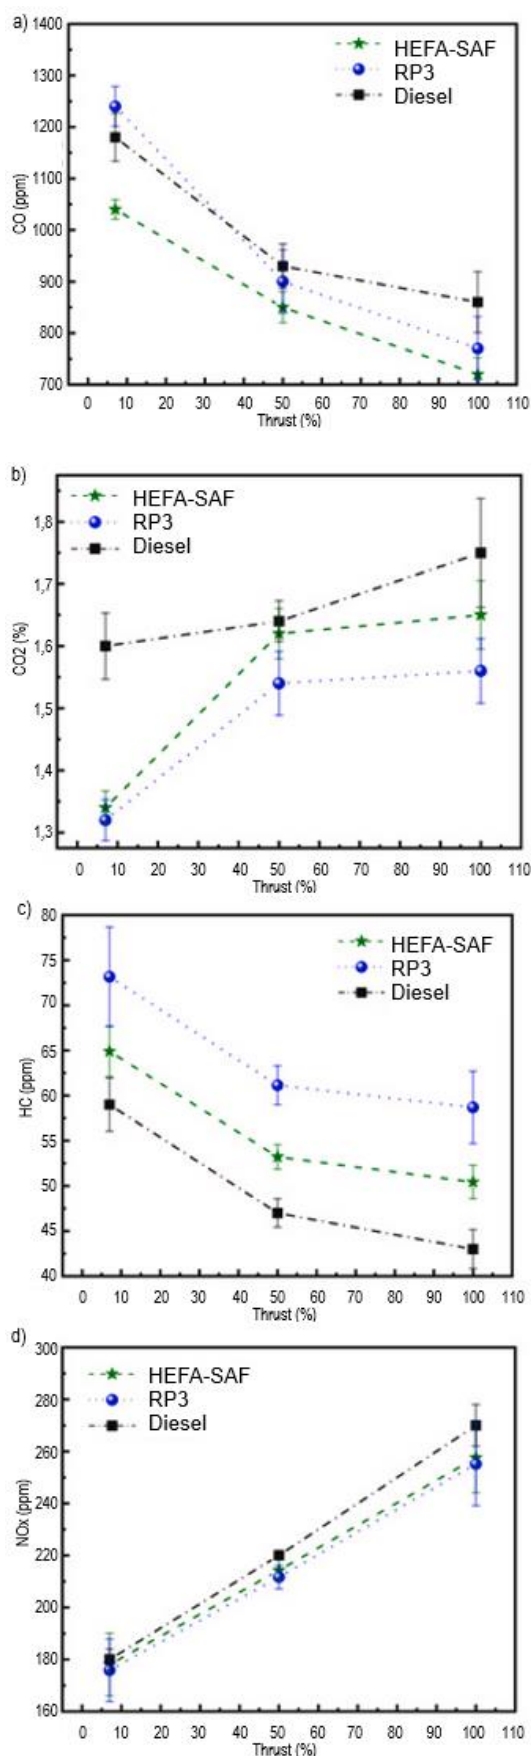 a)
CO (ppm)
1400
1300
1200
1100
1000
900
800
700
HEFA-SAF
RP3
Diesel
0 10 20 30 40 50 60 70 80 90 100 110
Thrust (%)
b)
CO2 (%)
1,8
1,7
1,6
1,5
1,4
1,3
HEFA-SAF
RP3
Diesel
0 10 20 30 40 50 60 70 80 90 100 110
Thrust (%)
c)
HC (ppm)
80
75
70
65
60
55
50
45
40
HEFA-SAF
RP3
Diesel
0 10 20 30 40 50 60 70 80 90 100 110
Thrust (%)
d)
NOx (ppm)
300
280
260
240
220
200
180
160
HEFA-SAF
RP3
Diesel
0 10 20 30 40 50 60 70 80 90 100 110
Thrust (%)